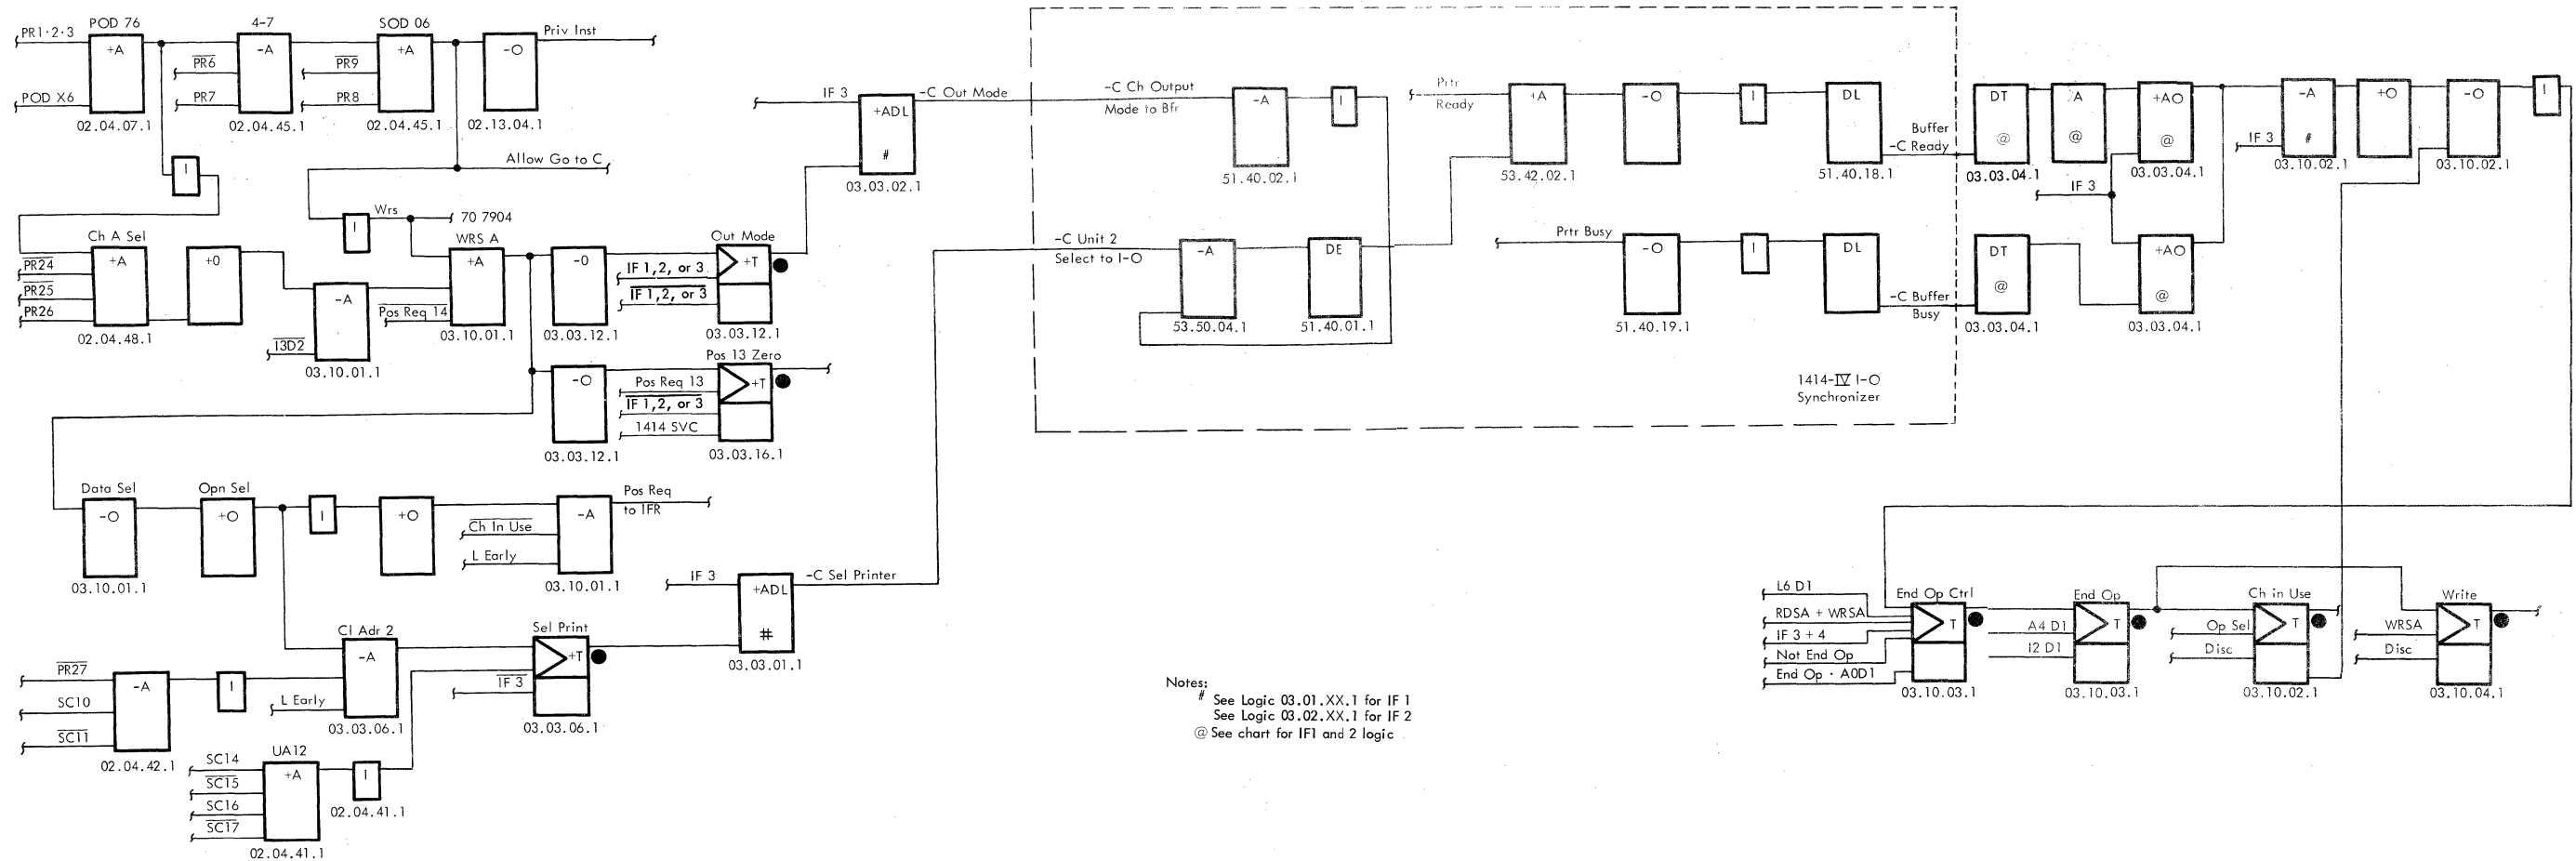 POD 76
4-7
SOD 06
PR1·2·3
+A
-A
+A
-O
Priv Inst
PR6
PR9
POD X6
PR7
PR8
02.04.07.1
02.04.45.1
02.04.45.1
02.13.04.1
I
Allow Go to C
I
Wrs
70 7904
Ch A Sel
+A
+0
PR24
PR25
PR26
02.04.48.1
-A
I3D2
03.10.01.1
WRS A
+A
Pos Req 14
03.10.01.1
-0
03.03.12.1
Out Mode
+T
IF 1,2, or 3
IF 1,2, or 3
03.03.12.1
-O
03.03.12.1
Pos 13 Zero
+T
Pos Req 13
IF 1,2, or 3
1414 SVC
03.03.16.1
IF 3
+ADL
#
03.03.02.1
-C Out Mode
Data Sel
-O
03.10.01.1
Opn Sel
+O
I
+O
Ch In Use
L Early
-A
03.10.01.1
Pos Req
to IFR
PR27
SC10
SC11
-A
02.04.42.1
I
L Early
Cl Adr 2
-A
03.03.06.1
SC14
SC15
SC16
SC17
UA12
+A
02.04.41.1
I
02.04.41.1
Sel Print
+T
IF 3
03.03.06.1
IF 3
+ADL
#
03.03.01.1
-C Sel Printer
-C Ch Output
Mode to Bfr
-A
51.40.02.1
I
Prtr
Ready
+A
53.42.02.1
-O
I
DL
51.40.18.1
Buffer
-C Ready
-C Unit 2
Select to I-O
-A
53.50.04.1
DE
51.40.01.1
Prtr Busy
-O
51.40.19.1
I
DL
-C Buffer
Busy
1414-IV I-O
Synchronizer
DT
@
03.03.04.1
A
@
+AO
@
03.03.04.1
IF 3
DT
@
03.03.04.1
+AO
@
03.03.04.1
IF 3
-A
#
03.10.02.1
+O
-O
03.10.02.1
I
L6 D1
RDSA + WRSA
IF 3 + 4
Not End Op
End Op · A0D1
End Op Ctrl
T
03.10.03.1
A4 D1
I2 D1
End Op
T
03.10.03.1
Op Sel
Disc
Ch in Use
T
03.10.02.1
WRSA
Disc
Write
T
03.10.04.1
Notes:
# See Logic 03.01.XX.1 for IF 1
See Logic 03.02.XX.1 for IF 2
@ See chart for IF1 and 2 logic